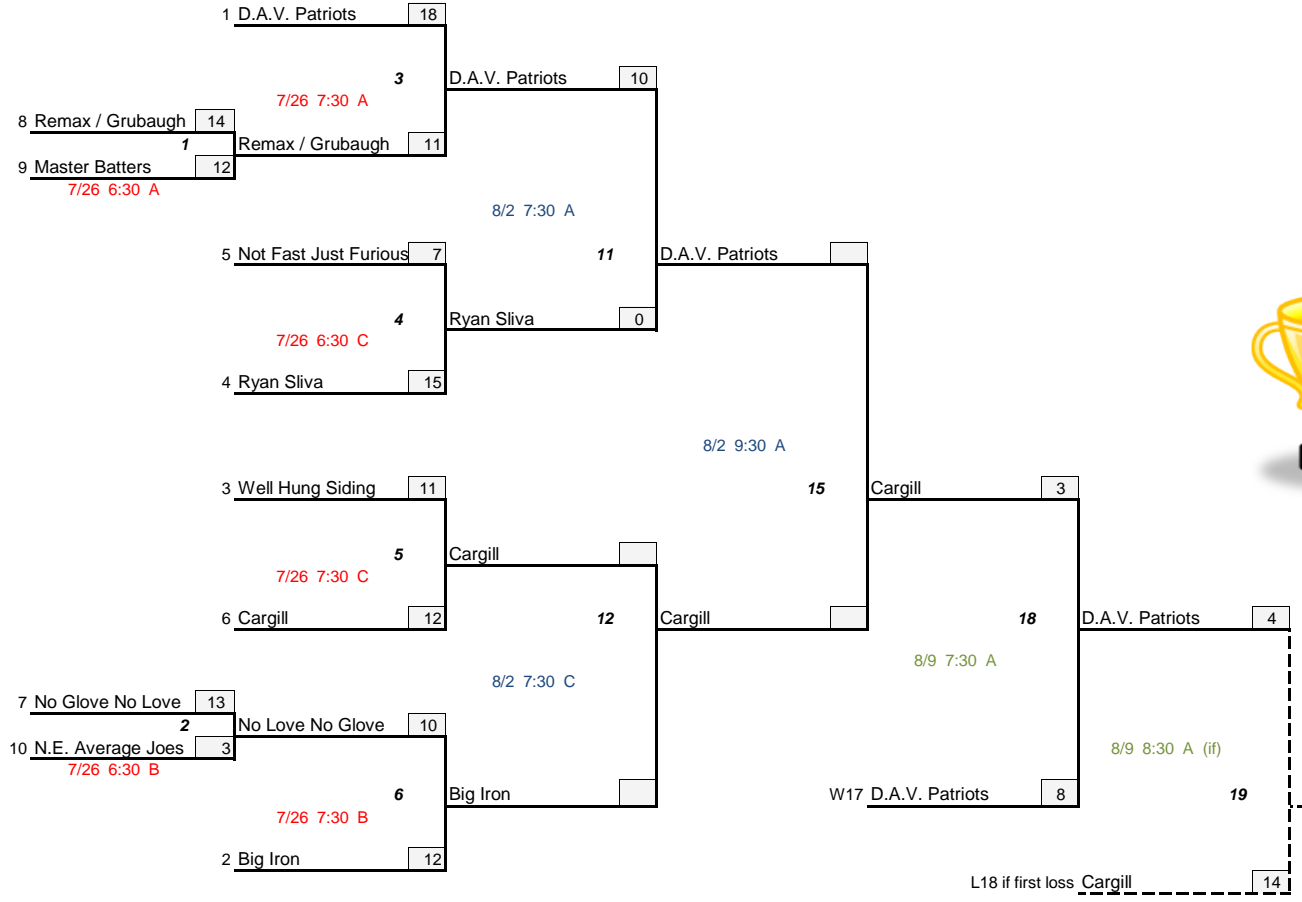 1 D.A.V. Patriots 18
3 D.A.V. Patriots 10
7/26 7:30 A
8 Remax / Grubaugh 14
1 Remax / Grubaugh 11
9 Master Batters 12
7/26 6:30 A
8/2 7:30 A
5 Not Fast Just Furious 7
11 D.A.V. Patriots
4 Ryan Sliva 0
7/26 6:30 C
4 Ryan Sliva 15
8/2 9:30 A
3 Well Hung Siding 11
15 Cargill 3
5 Cargill
7/26 7:30 C
6 Cargill 12
12 Cargill
18 D.A.V. Patriots 4
8/9 7:30 A
8/2 7:30 C
7 No Glove No Love 13
2 No Love No Glove 10
10 N.E. Average Joes 3
7/26 6:30 B
8/9 8:30 A (if)
6 Big Iron
W17 D.A.V. Patriots 8
19
7/26 7:30 B
2 Big Iron 12
L18 if first loss Cargill 14